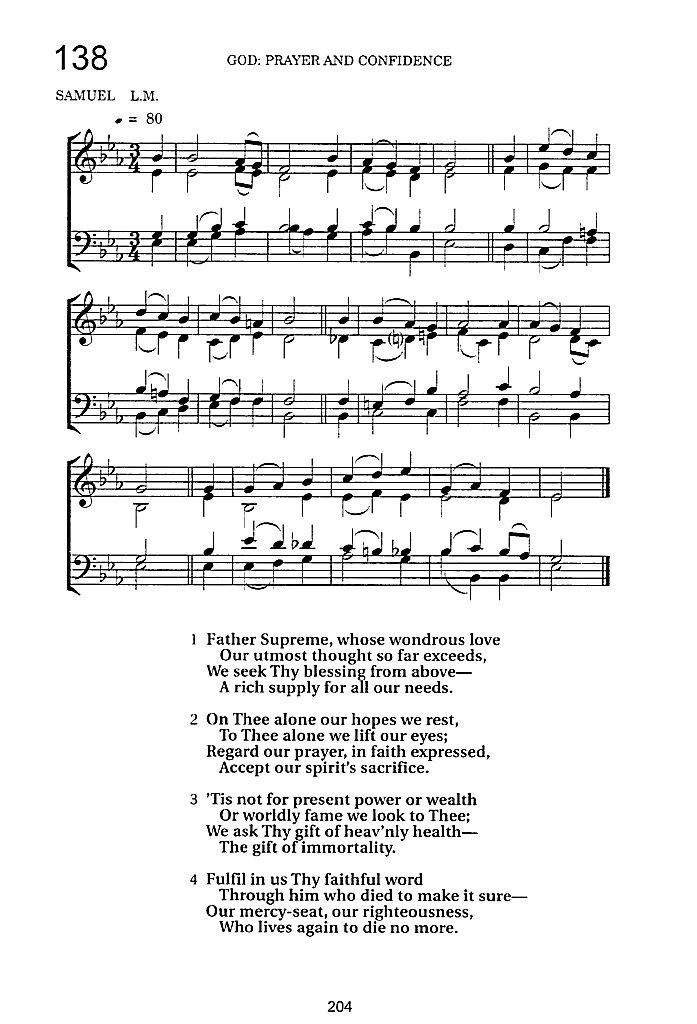 138
GOD: PRAYER AND CONFIDENCE
SAMUEL L.M.
♩ = 80
1 Father Supreme, whose wondrous love
Our utmost thought so far exceeds,
We seek Thy blessing from above—
A rich supply for all our needs.
2 On Thee alone our hopes we rest,
To Thee alone we lift our eyes;
Regard our prayer, in faith expressed,
Accept our spirit's sacrifice.
3 'Tis not for present power or wealth
Or worldly fame we look to Thee;
We ask Thy gift of heav'nly health—
The gift of immortality.
4 Fulfil in us Thy faithful word
Through him who died to make it sure—
Our mercy-seat, our righteousness,
Who lives again to die no more.
204